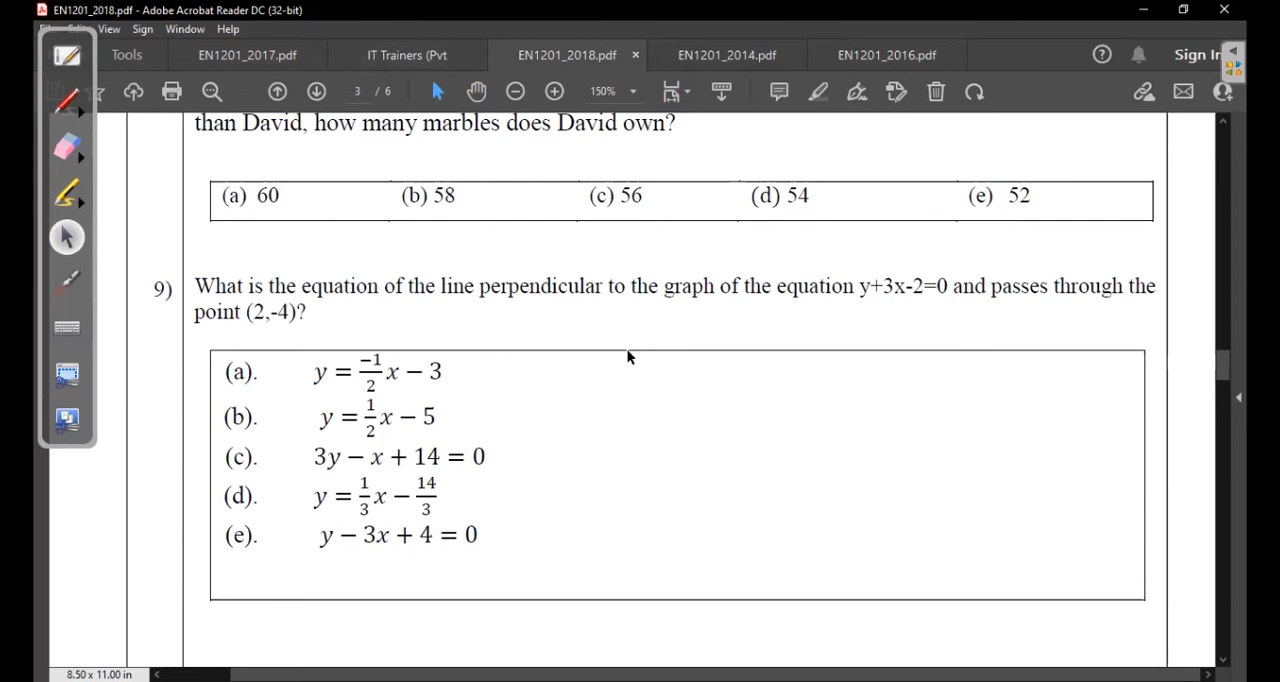 EN1201_2018.pdf - Adobe Acrobat Reader DC (32-bit)
View Sign Window Help
Tools EN1201_2017.pdf IT Trainers (Pvt EN1201_2018.pdf × EN1201_2014.pdf EN1201_2016.pdf Sign In
3 / 6 150%
than David, how many marbles does David own?
(a) 60 (b) 58 (c) 56 (d) 54 (e) 52
9) What is the equation of the line perpendicular to the graph of the equation y+3x-2=0 and passes through the
point (2,-4)?
(a). y = −1/2 x − 3
(b). y = 1/2 x − 5
(c). 3y − x + 14 = 0
(d). y = 1/3 x − 14/3
(e). y − 3x + 4 = 0
8.50 x 11.00 in